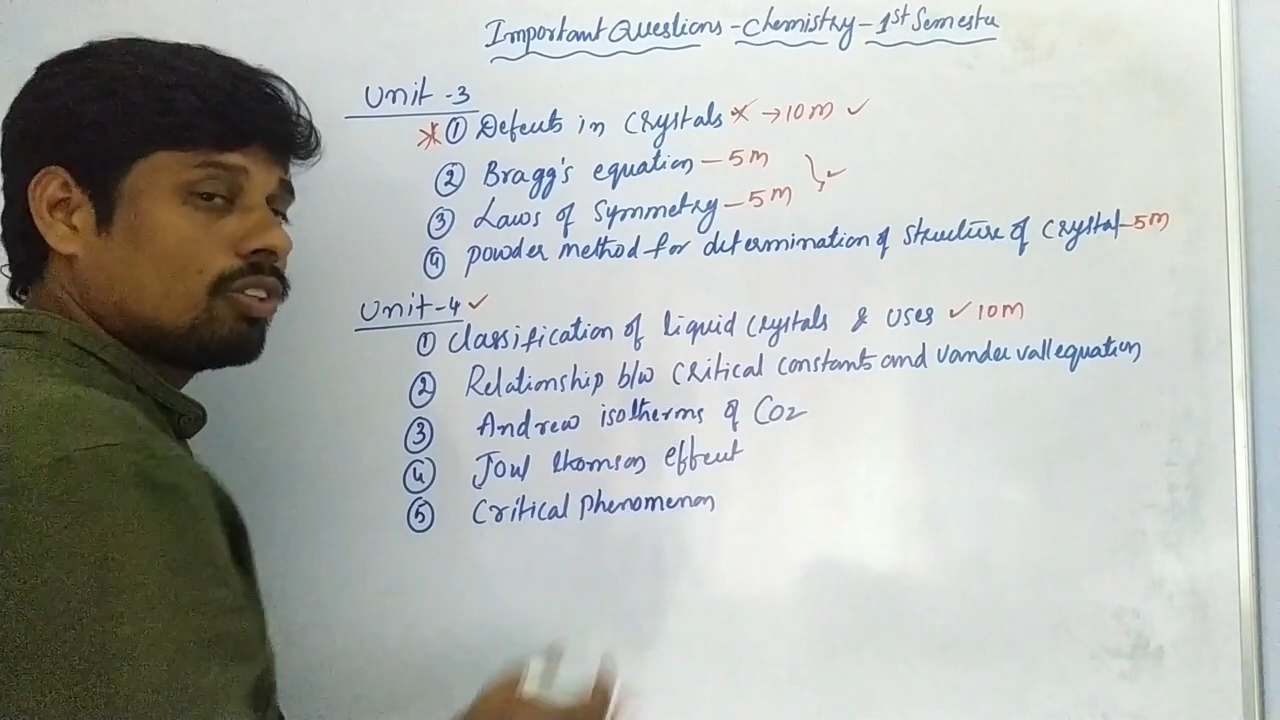 Important Questions - Chemistry - 1st Semester
Unit - 3
* ① Defects in Crystals * → 10m ✓
② Bragg's equation - 5m
③ Laws of Symmetry - 5m
④ powder method for determination of structure of crystal - 5m
Unit - 4 ✓
① Classification of liquid crystals & uses ✓ 10m
② Relationship b/w critical constants and vander vall equation
③ Andrew isotherms of CO2
④ Joul thomson effect
⑤ Critical phenomenon